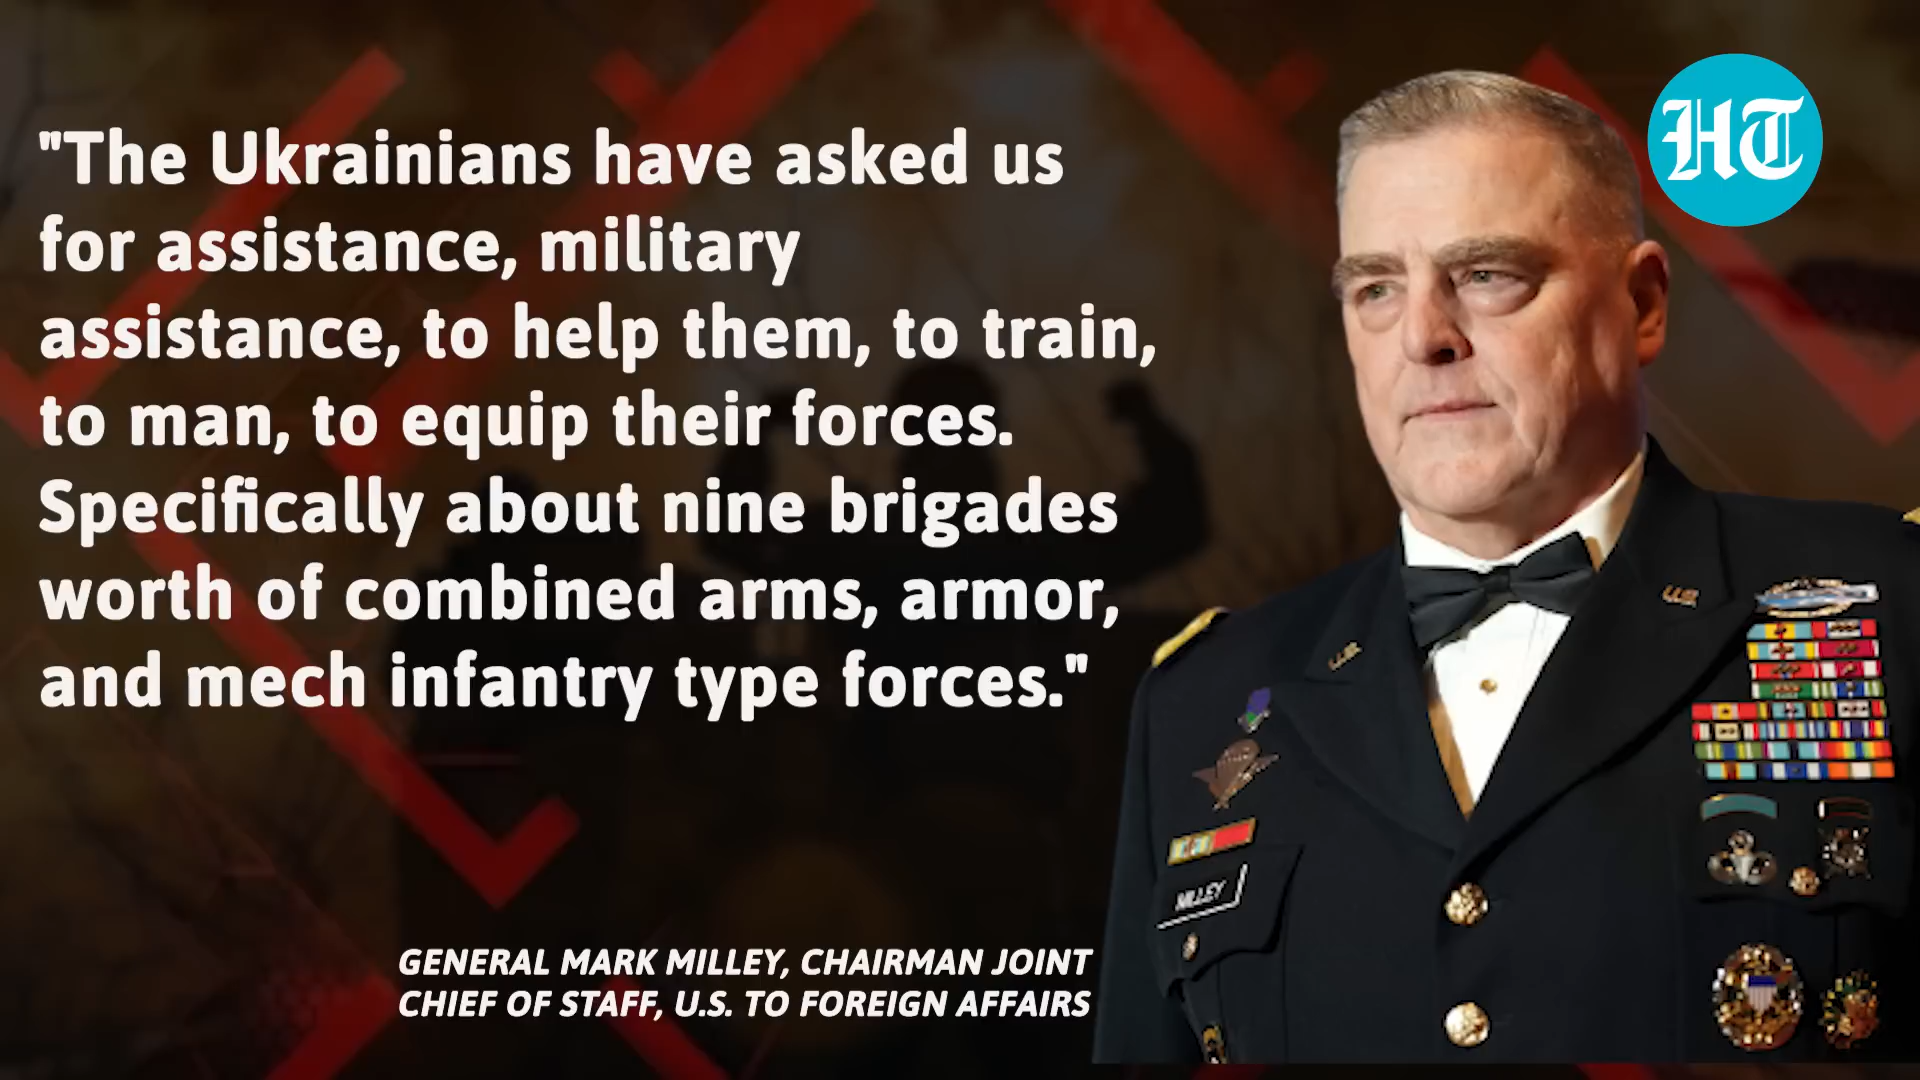 "The Ukrainians have asked us
for assistance, military
assistance, to help them, to train,
to man, to equip their forces.
Specifically about nine brigades
worth of combined arms, armor,
and mech infantry type forces."
GENERAL MARK MILLEY, CHAIRMAN JOINT
CHIEF OF STAFF, U.S. TO FOREIGN AFFAIRS
HT
U.S.
MILLEY